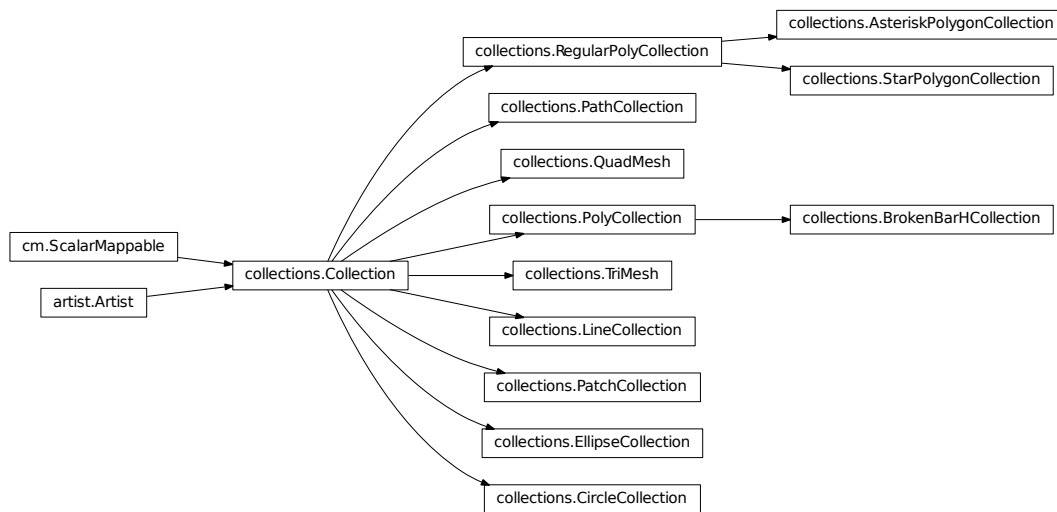 collections.AsteriskPolygonCollection
collections.RegularPolyCollection
collections.StarPolygonCollection
collections.PathCollection
collections.QuadMesh
collections.PolyCollection
collections.BrokenBarHCollection
cm.ScalarMappable
collections.Collection
collections.TriMesh
artist.Artist
collections.LineCollection
collections.PatchCollection
collections.EllipseCollection
collections.CircleCollection